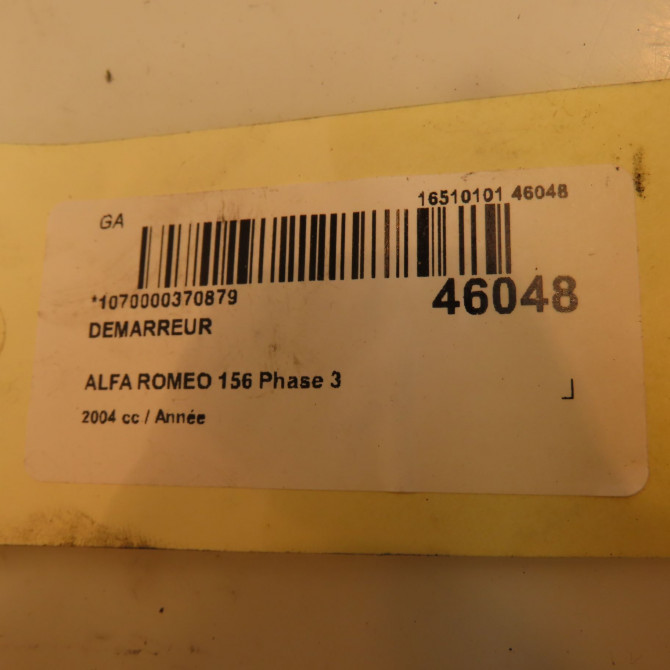 GA
16510101 46048
*1070000370879
46048
DEMARREUR
ALFA ROMEO 156 Phase 3
2004 cc / Année